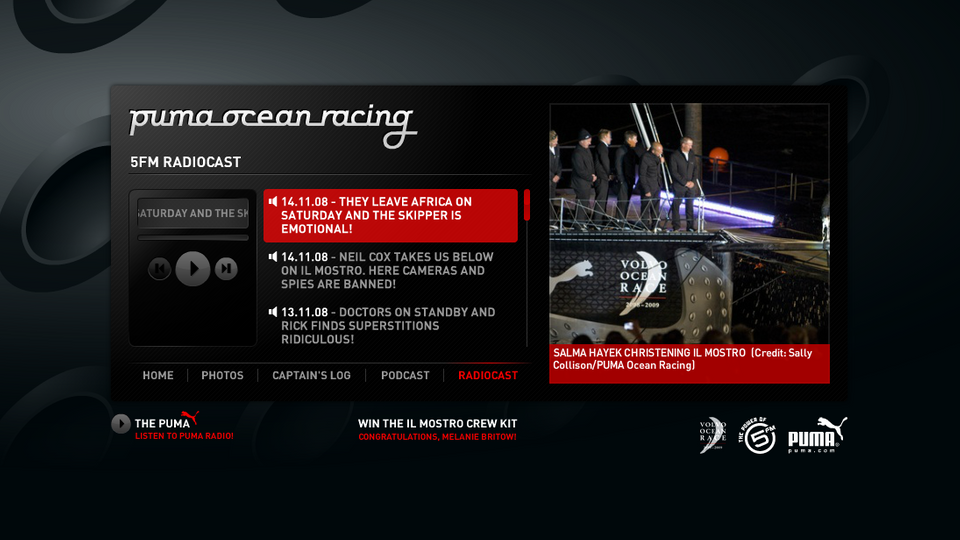 puma ocean racing
5FM RADIOCAST
ATURDAY AND THE SK
14.11.08 - THEY LEAVE AFRICA ON
SATURDAY AND THE SKIPPER IS
EMOTIONAL!
14.11.08 - NEIL COX TAKES US BELOW
ON IL MOSTRO. HERE CAMERAS AND
SPIES ARE BANNED!
13.11.08 - DOCTORS ON STANDBY AND
RICK FINDS SUPERSTITIONS
RIDICULOUS!
HOME
PHOTOS
CAPTAIN'S LOG
PODCAST
RADIOCAST
VOLVO
OCEAN
RACE
2008-2009
SALMA HAYEK CHRISTENING IL MOSTRO (Credit: Sally
Collison/PUMA Ocean Racing)
THE PUMA
LISTEN TO PUMA RADIO!
WIN THE IL MOSTRO CREW KIT
CONGRATULATIONS, MELANIE BRITOW!
VOLVO
OCEAN
RACE
THE POWER OF
5FM
PUMA
puma.com